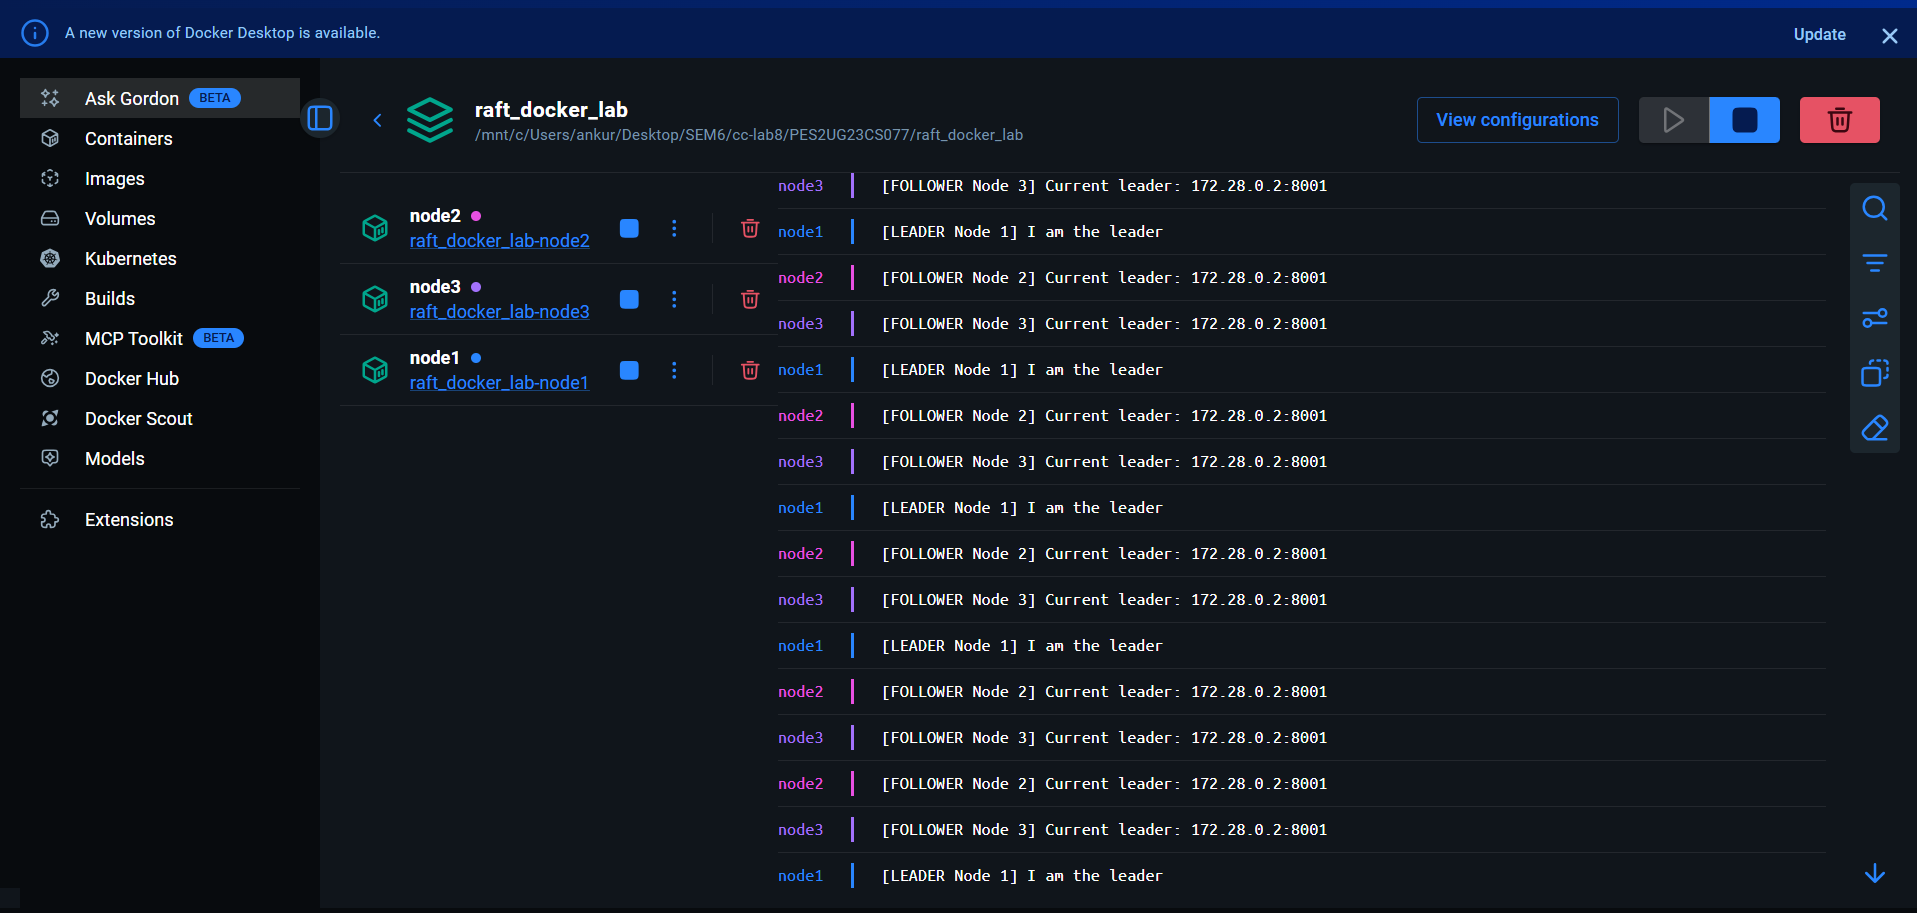 A new version of Docker Desktop is available.
Update
Ask Gordon BETA
Containers
Images
Volumes
Kubernetes
Builds
MCP Toolkit BETA
Docker Hub
Docker Scout
Models
Extensions
raft_docker_lab
/mnt/c/Users/ankur/Desktop/SEM6/cc-lab8/PES2UG23CS077/raft_docker_lab
View configurations
node2
raft_docker_lab-node2
node3
raft_docker_lab-node3
node1
raft_docker_lab-node1
node3 [FOLLOWER Node 3] Current leader: 172.28.0.2:8001
node1 [LEADER Node 1] I am the leader
node2 [FOLLOWER Node 2] Current leader: 172.28.0.2:8001
node3 [FOLLOWER Node 3] Current leader: 172.28.0.2:8001
node1 [LEADER Node 1] I am the leader
node2 [FOLLOWER Node 2] Current leader: 172.28.0.2:8001
node3 [FOLLOWER Node 3] Current leader: 172.28.0.2:8001
node1 [LEADER Node 1] I am the leader
node2 [FOLLOWER Node 2] Current leader: 172.28.0.2:8001
node3 [FOLLOWER Node 3] Current leader: 172.28.0.2:8001
node1 [LEADER Node 1] I am the leader
node2 [FOLLOWER Node 2] Current leader: 172.28.0.2:8001
node3 [FOLLOWER Node 3] Current leader: 172.28.0.2:8001
node2 [FOLLOWER Node 2] Current leader: 172.28.0.2:8001
node3 [FOLLOWER Node 3] Current leader: 172.28.0.2:8001
node1 [LEADER Node 1] I am the leader